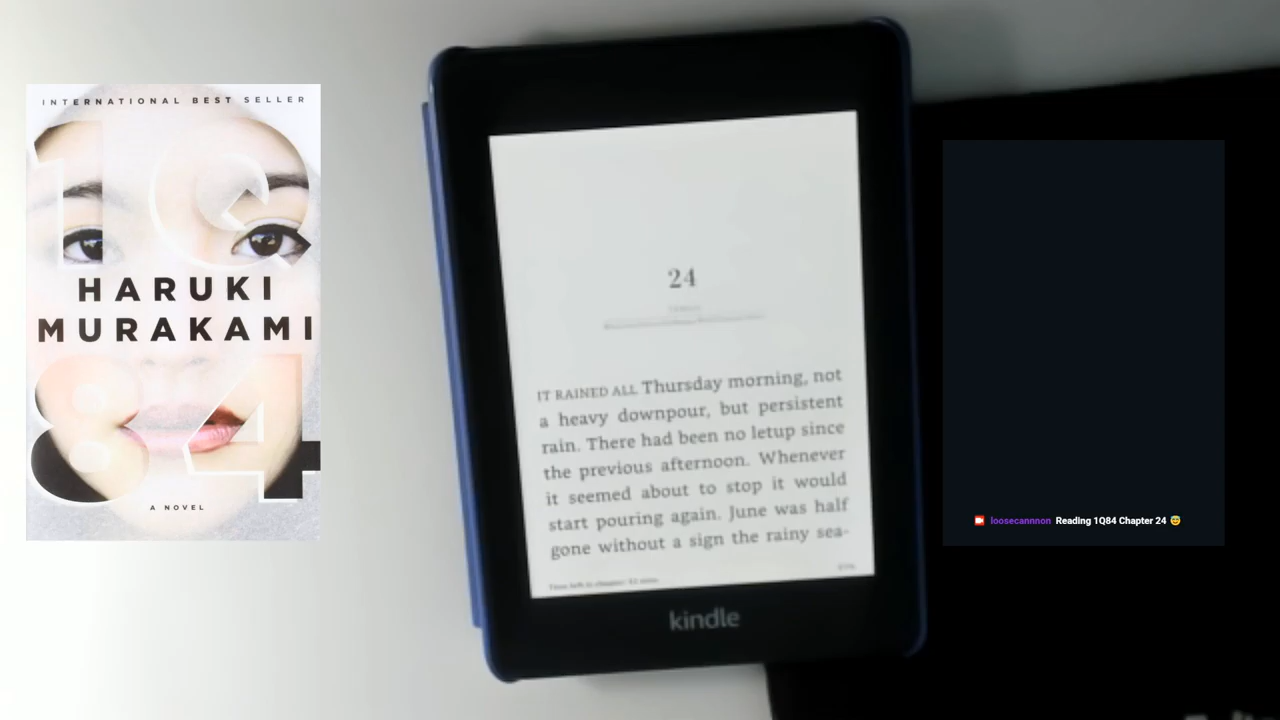 INTERNATIONAL BEST SELLER
1Q
HARUKI
MURAKAMI
84
A NOVEL
24
IT RAINED ALL Thursday morning, not
a heavy downpour, but persistent
rain. There had been no letup since
the previous afternoon. Whenever
it seemed about to stop it would
start pouring again. June was half
gone without a sign the rainy sea-
kindle
loosecannnon Reading 1Q84 Chapter 24 😇